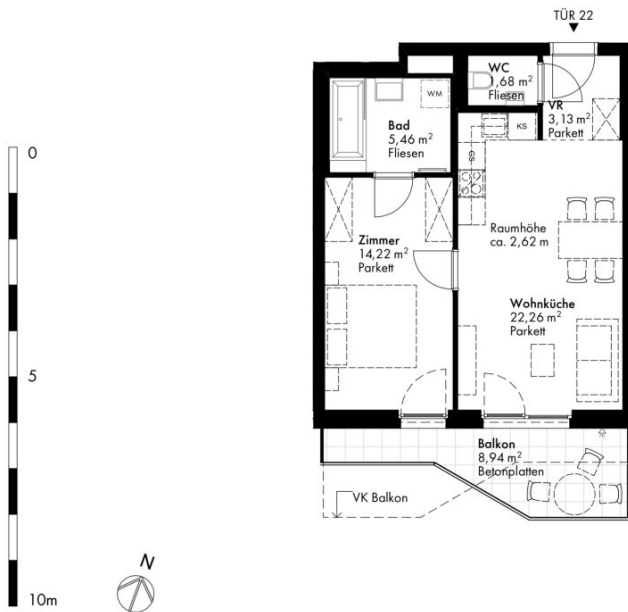 TÜR 22
WC
1,68 m²
Fliesen
VR
3,13 m²
Parkett
WM
Bad
5,46 m²
Fliesen
KS
GS
Zimmer
14,22 m²
Parkett
Raumhöhe
ca. 2,62 m
Wohnküche
22,26 m²
Parkett
Balkon
8,94 m²
Betonplatten
VK Balkon
0
5
10m
N